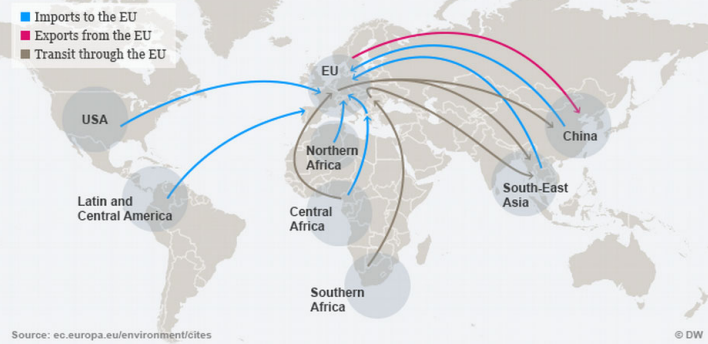 Imports to the EU
Exports from the EU
Transit through the EU
EU
USA
China
Northern
Africa
South-East
Asia
Latin and
Central America
Central
Africa
Southern
Africa
Source: ec.europa.eu/environment/cites
© DW